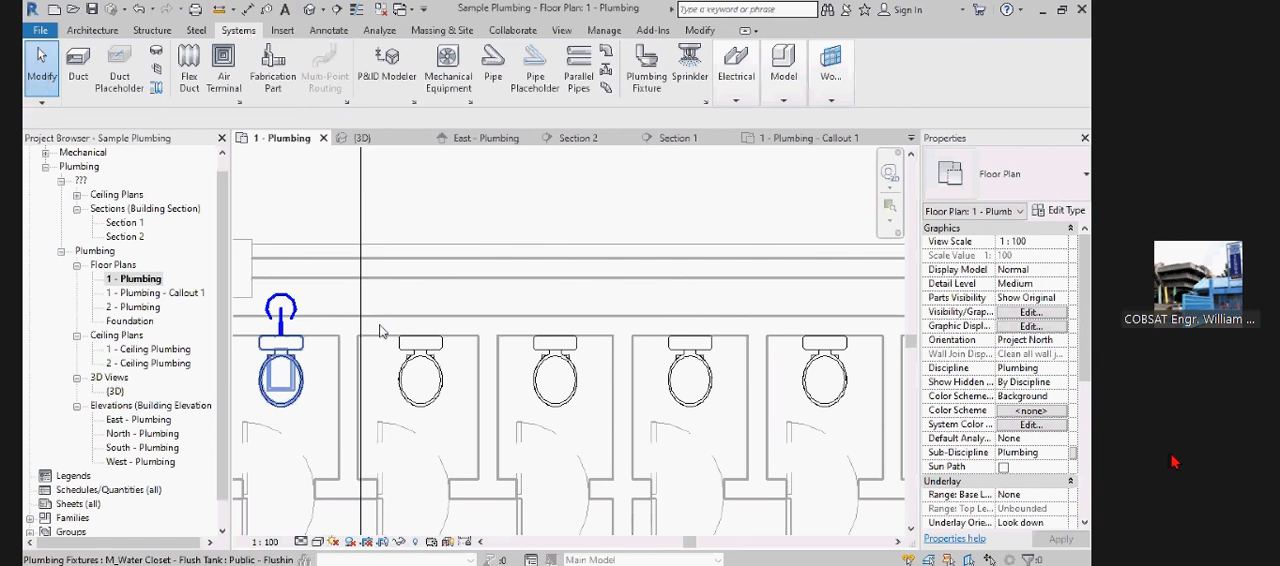 Sample Plumbing - Floor Plan: 1 - Plumbing
Type a keyword or phrase
Sign In
File Architecture Structure Steel Systems Insert Annotate Analyze Massing & Site Collaborate View Manage Add-Ins Modify
Modify
Duct
Duct Placeholder
Flex Duct
Air Terminal
Fabrication Part
Multi-Point Routing
P&ID Modeler
Mechanical Equipment
Pipe
Pipe Placeholder
Parallel Pipes
Plumbing Fixture
Sprinkler
Electrical
Model
Wo...
Project Browser - Sample Plumbing
Mechanical
Plumbing
???
Ceiling Plans
Sections (Building Section)
Section 1
Section 2
Plumbing
Floor Plans
1 - Plumbing
1 - Plumbing - Callout 1
2 - Plumbing
Foundation
Ceiling Plans
1 - Ceiling Plumbing
2 - Ceiling Plumbing
3D Views
{3D}
Elevations (Building Elevation
East - Plumbing
North - Plumbing
South - Plumbing
West - Plumbing
Legends
Schedules/Quantities (all)
Sheets (all)
Families
Groups
1 - Plumbing
{3D}
East - Plumbing
Section 2
Section 1
1 - Plumbing - Callout 1
Properties
Floor Plan
Floor Plan: 1 - Plumb
Edit Type
Graphics
View Scale 1 : 100
Scale Value 1: 100
Display Model Normal
Detail Level Medium
Parts Visibility Show Original
Visibility/Grap... Edit...
Graphic Displ... Edit...
Orientation Project North
Wall Join Disp... Clean all wall j...
Discipline Plumbing
Show Hidden ... By Discipline
Color Scheme... Background
Color Scheme <none>
System Color ... Edit...
Default Analy... None
Sub-Discipline Plumbing
Sun Path
Underlay
Range: Base L... None
Range: Top Le... Unbounded
Underlay Orie... Look down
Properties help
Apply
1 : 100
Plumbing Fixtures : M_Water Closet - Flush Tank : Public - Flushin
:0
Main Model
:0
COBSAT Engr. William ...